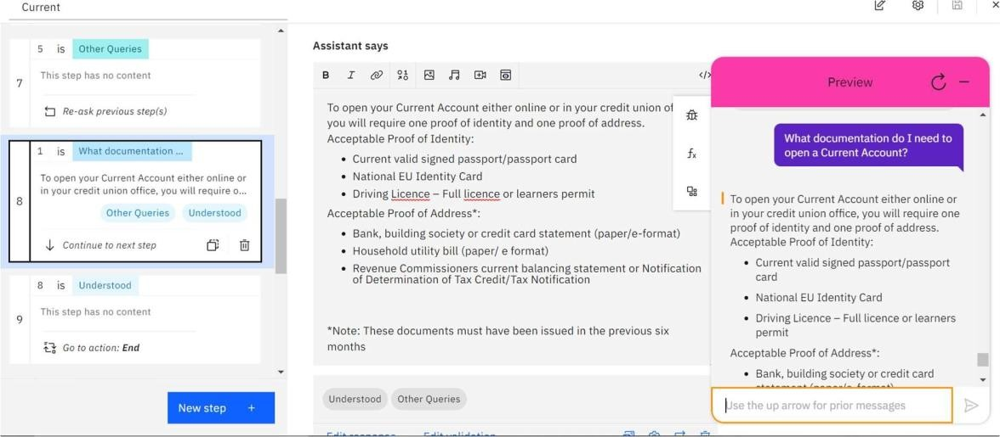 Current
5 is Other Queries
7
This step has no content
Re-ask previous step(s)
1 is What documentation ...
8
To open your Current Account either online or
in your credit union office, you will require o...
Other Queries Understood
Continue to next step
8 is Understood
9
This step has no content
Go to action: End
New step +
Assistant says
B I </>
To open your Current Account either online or in your credit union of
you will require one proof of identity and one proof of address.
Acceptable Proof of Identity:
• Current valid signed passport/passport card
• National EU Identity Card
• Driving Licence – Full licence or learners permit
Acceptable Proof of Address*:
• Bank, building society or credit card statement (paper/e-format)
• Household utility bill (paper/ e format)
• Revenue Commissioners current balancing statement or Notification
of Determination of Tax Credit/Tax Notification
*Note: These documents must have been issued in the previous six
months
Understood Other Queries
Edit response Edit validation
fx
Preview
What documentation do I need to
open a Current Account?
To open your Current Account either online or
in your credit union office, you will require one
proof of identity and one proof of address.
Acceptable Proof of Identity:
• Current valid signed passport/passport
card
• National EU Identity Card
• Driving Licence – Full licence or learners
permit
Acceptable Proof of Address*:
• Bank, building society or credit card
statement (paper/e-format)
Use the up arrow for prior messages